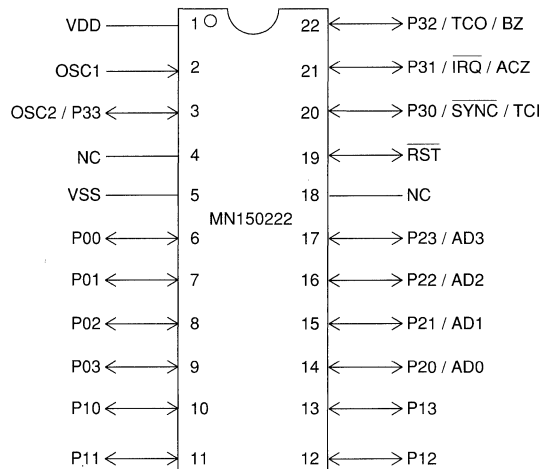 VDD 1 22 P32 / TCO / BZ
OSC1 2 21 P31 / IRQ / ACZ
OSC2 / P33 3 20 P30 / SYNC / TCI
NC 4 19 RST
VSS 5 18 NC
MN150222
P00 6 17 P23 / AD3
P01 7 16 P22 / AD2
P02 8 15 P21 / AD1
P03 9 14 P20 / AD0
P10 10 13 P13
P11 11 12 P12